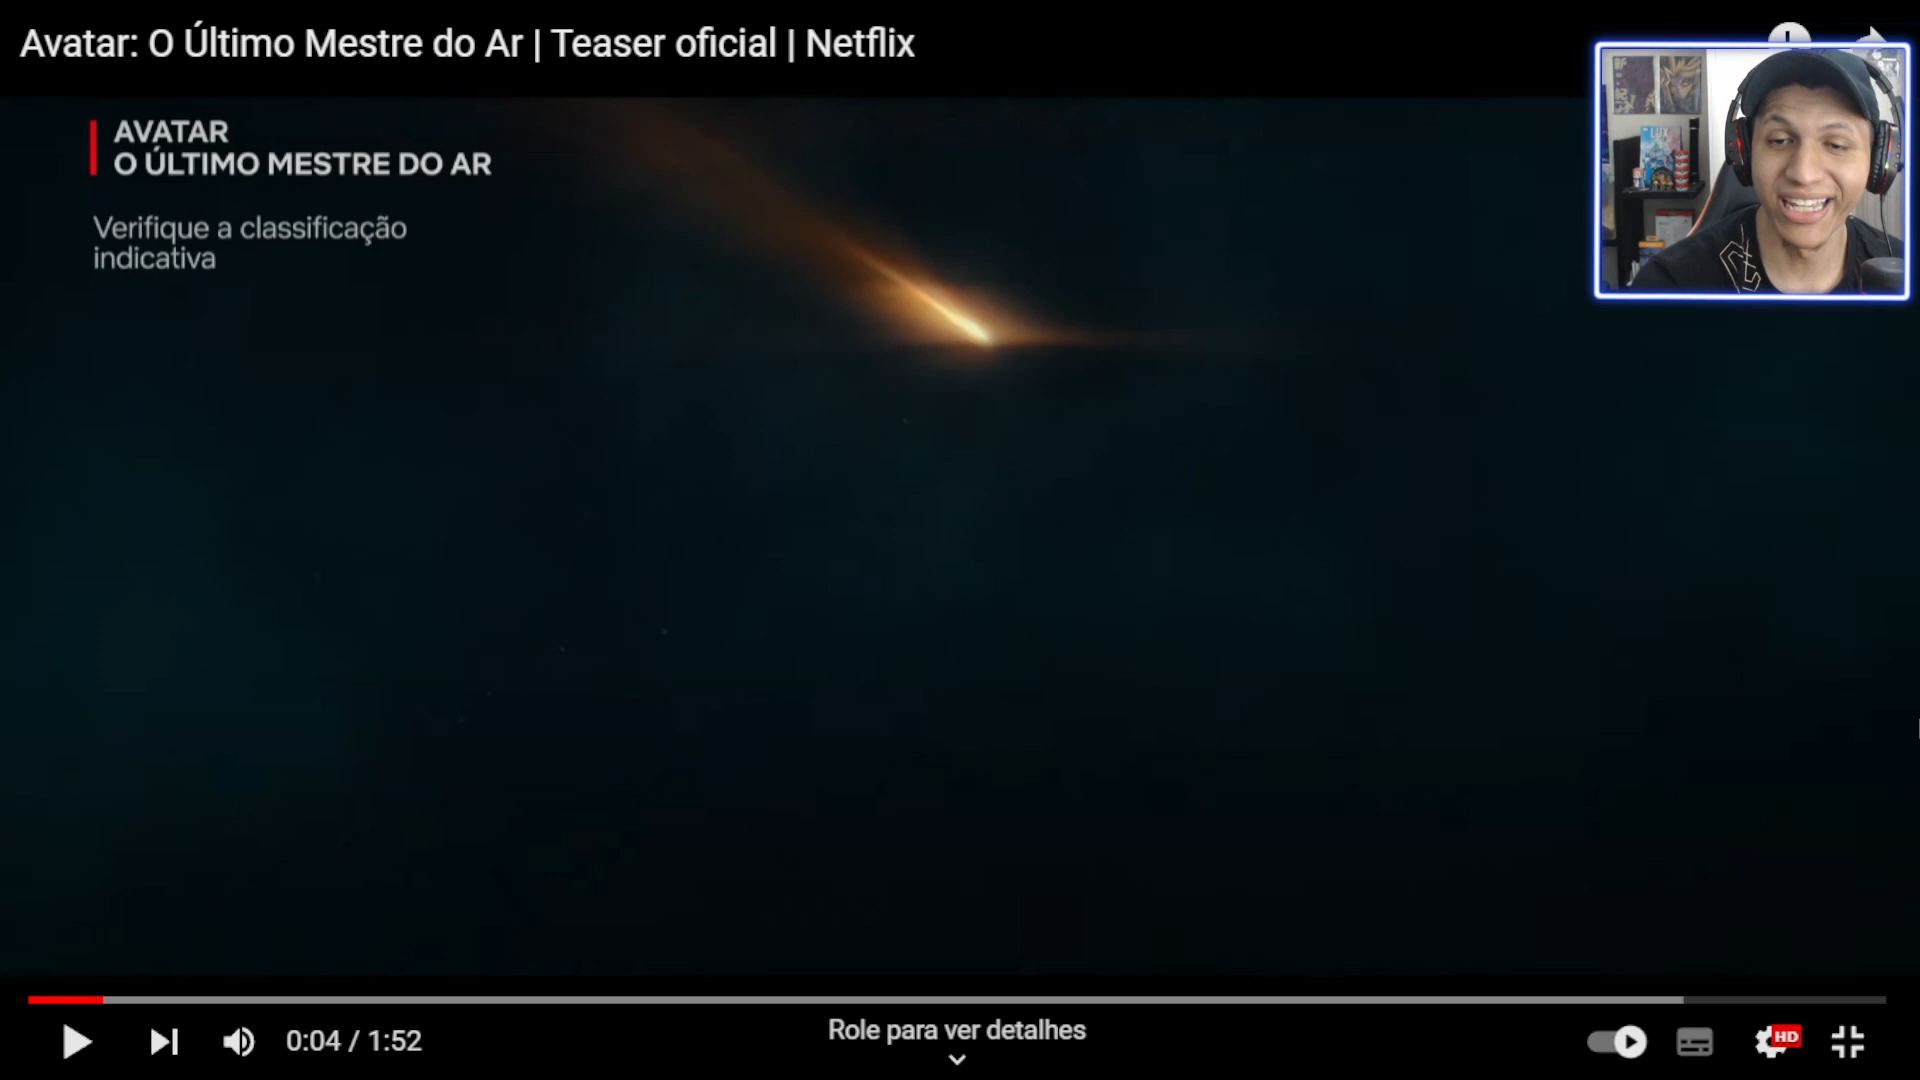 Avatar: O Último Mestre do Ar | Teaser oficial | Netflix
AVATAR
O ÚLTIMO MESTRE DO AR
Verifique a classificação
indicativa
LUX
0:04 / 1:52
Role para ver detalhes
HD